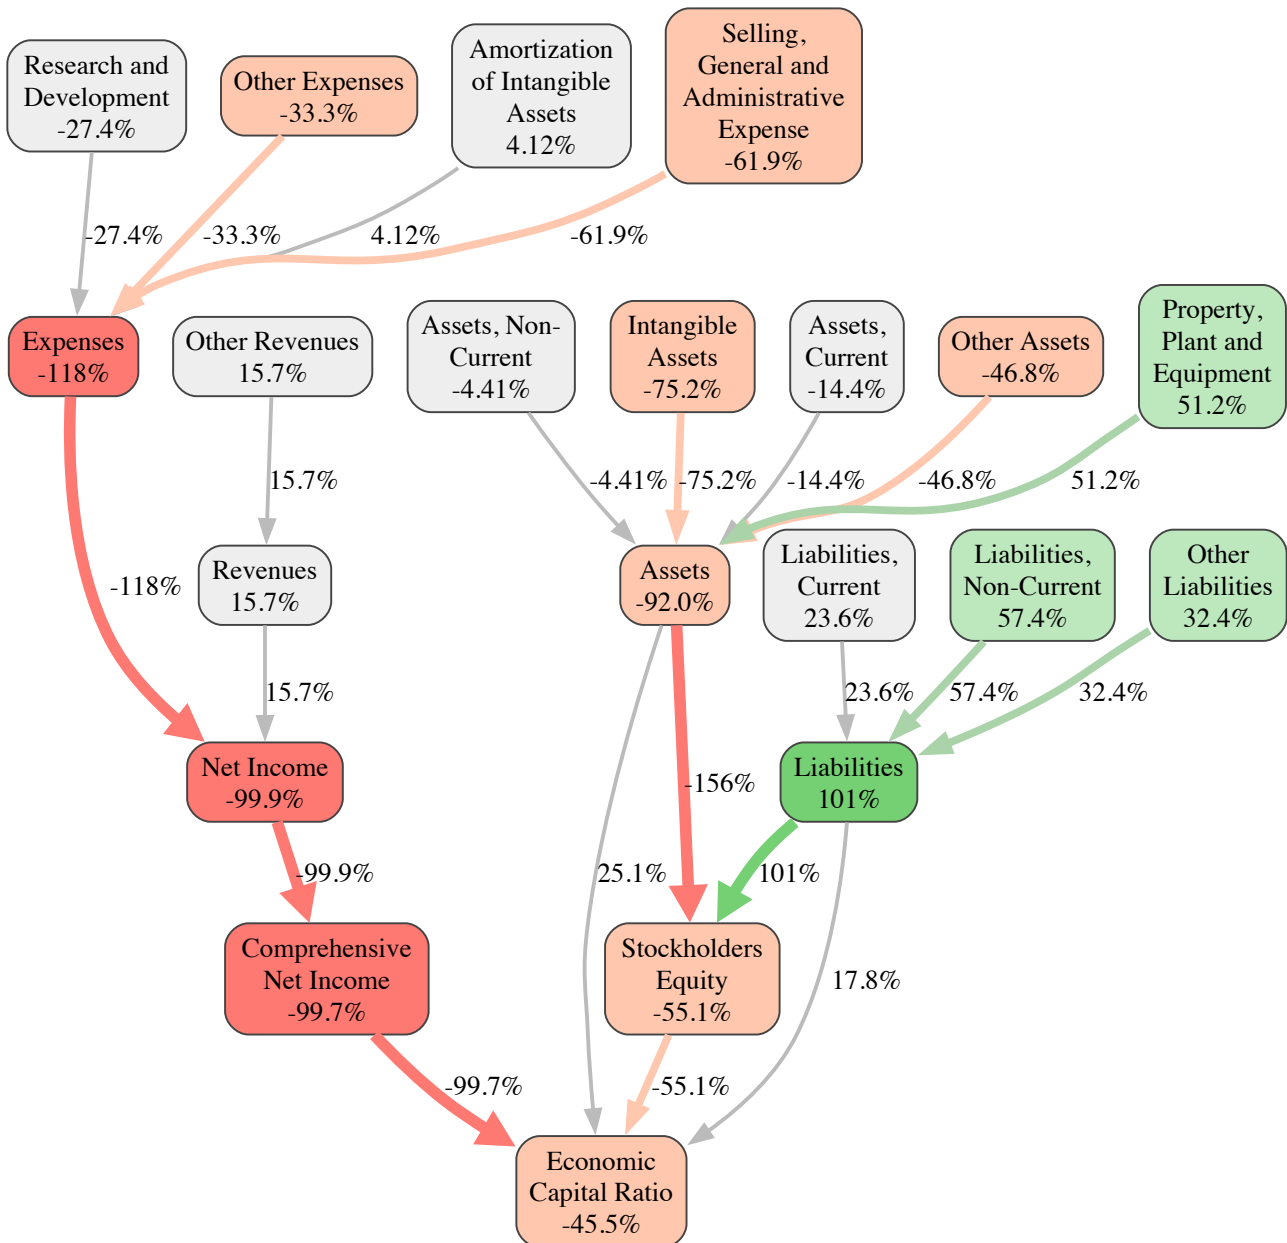 Research and
Development
-27.4%
Other Expenses
-33.3%
Amortization
of Intangible
Assets
4.12%
Selling,
General and
Administrative
Expense
-61.9%
-27.4%
-33.3%
4.12%
-61.9%
Expenses
-118%
Other Revenues
15.7%
Assets, Non-
Current
-4.41%
Intangible
Assets
-75.2%
Assets,
Current
-14.4%
Other Assets
-46.8%
Property,
Plant and
Equipment
51.2%
15.7%
-4.41%
-75.2%
-14.4%
-46.8%
51.2%
-118%
Revenues
15.7%
Assets
-92.0%
Liabilities,
Current
23.6%
Liabilities,
Non-Current
57.4%
Other
Liabilities
32.4%
15.7%
23.6%
57.4%
32.4%
Net Income
-99.9%
-156%
Liabilities
101%
-99.9%
25.1%
101%
Comprehensive
Net Income
-99.7%
Stockholders
Equity
-55.1%
17.8%
-99.7%
-55.1%
Economic
Capital Ratio
-45.5%